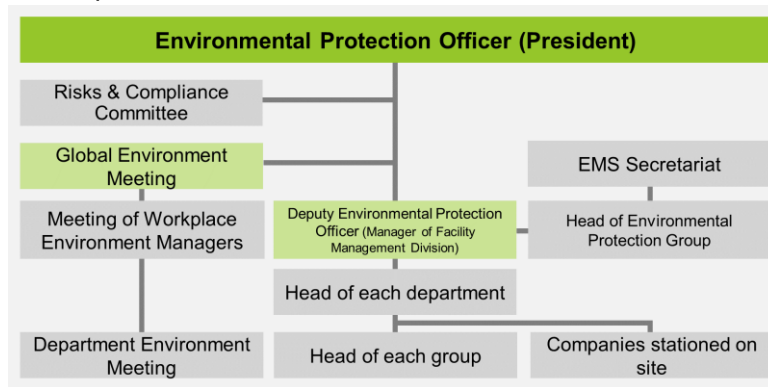 Environmental Protection Officer (President)
Risks & Compliance
Committee
Global Environment
Meeting
EMS Secretariat
Meeting of Workplace
Environment Managers
Deputy Environmental Protection
Officer (Manager of Facility
Management Division)
Head of Environmental
Protection Group
Head of each department
Department Environment
Meeting
Head of each group
Companies stationed on
site